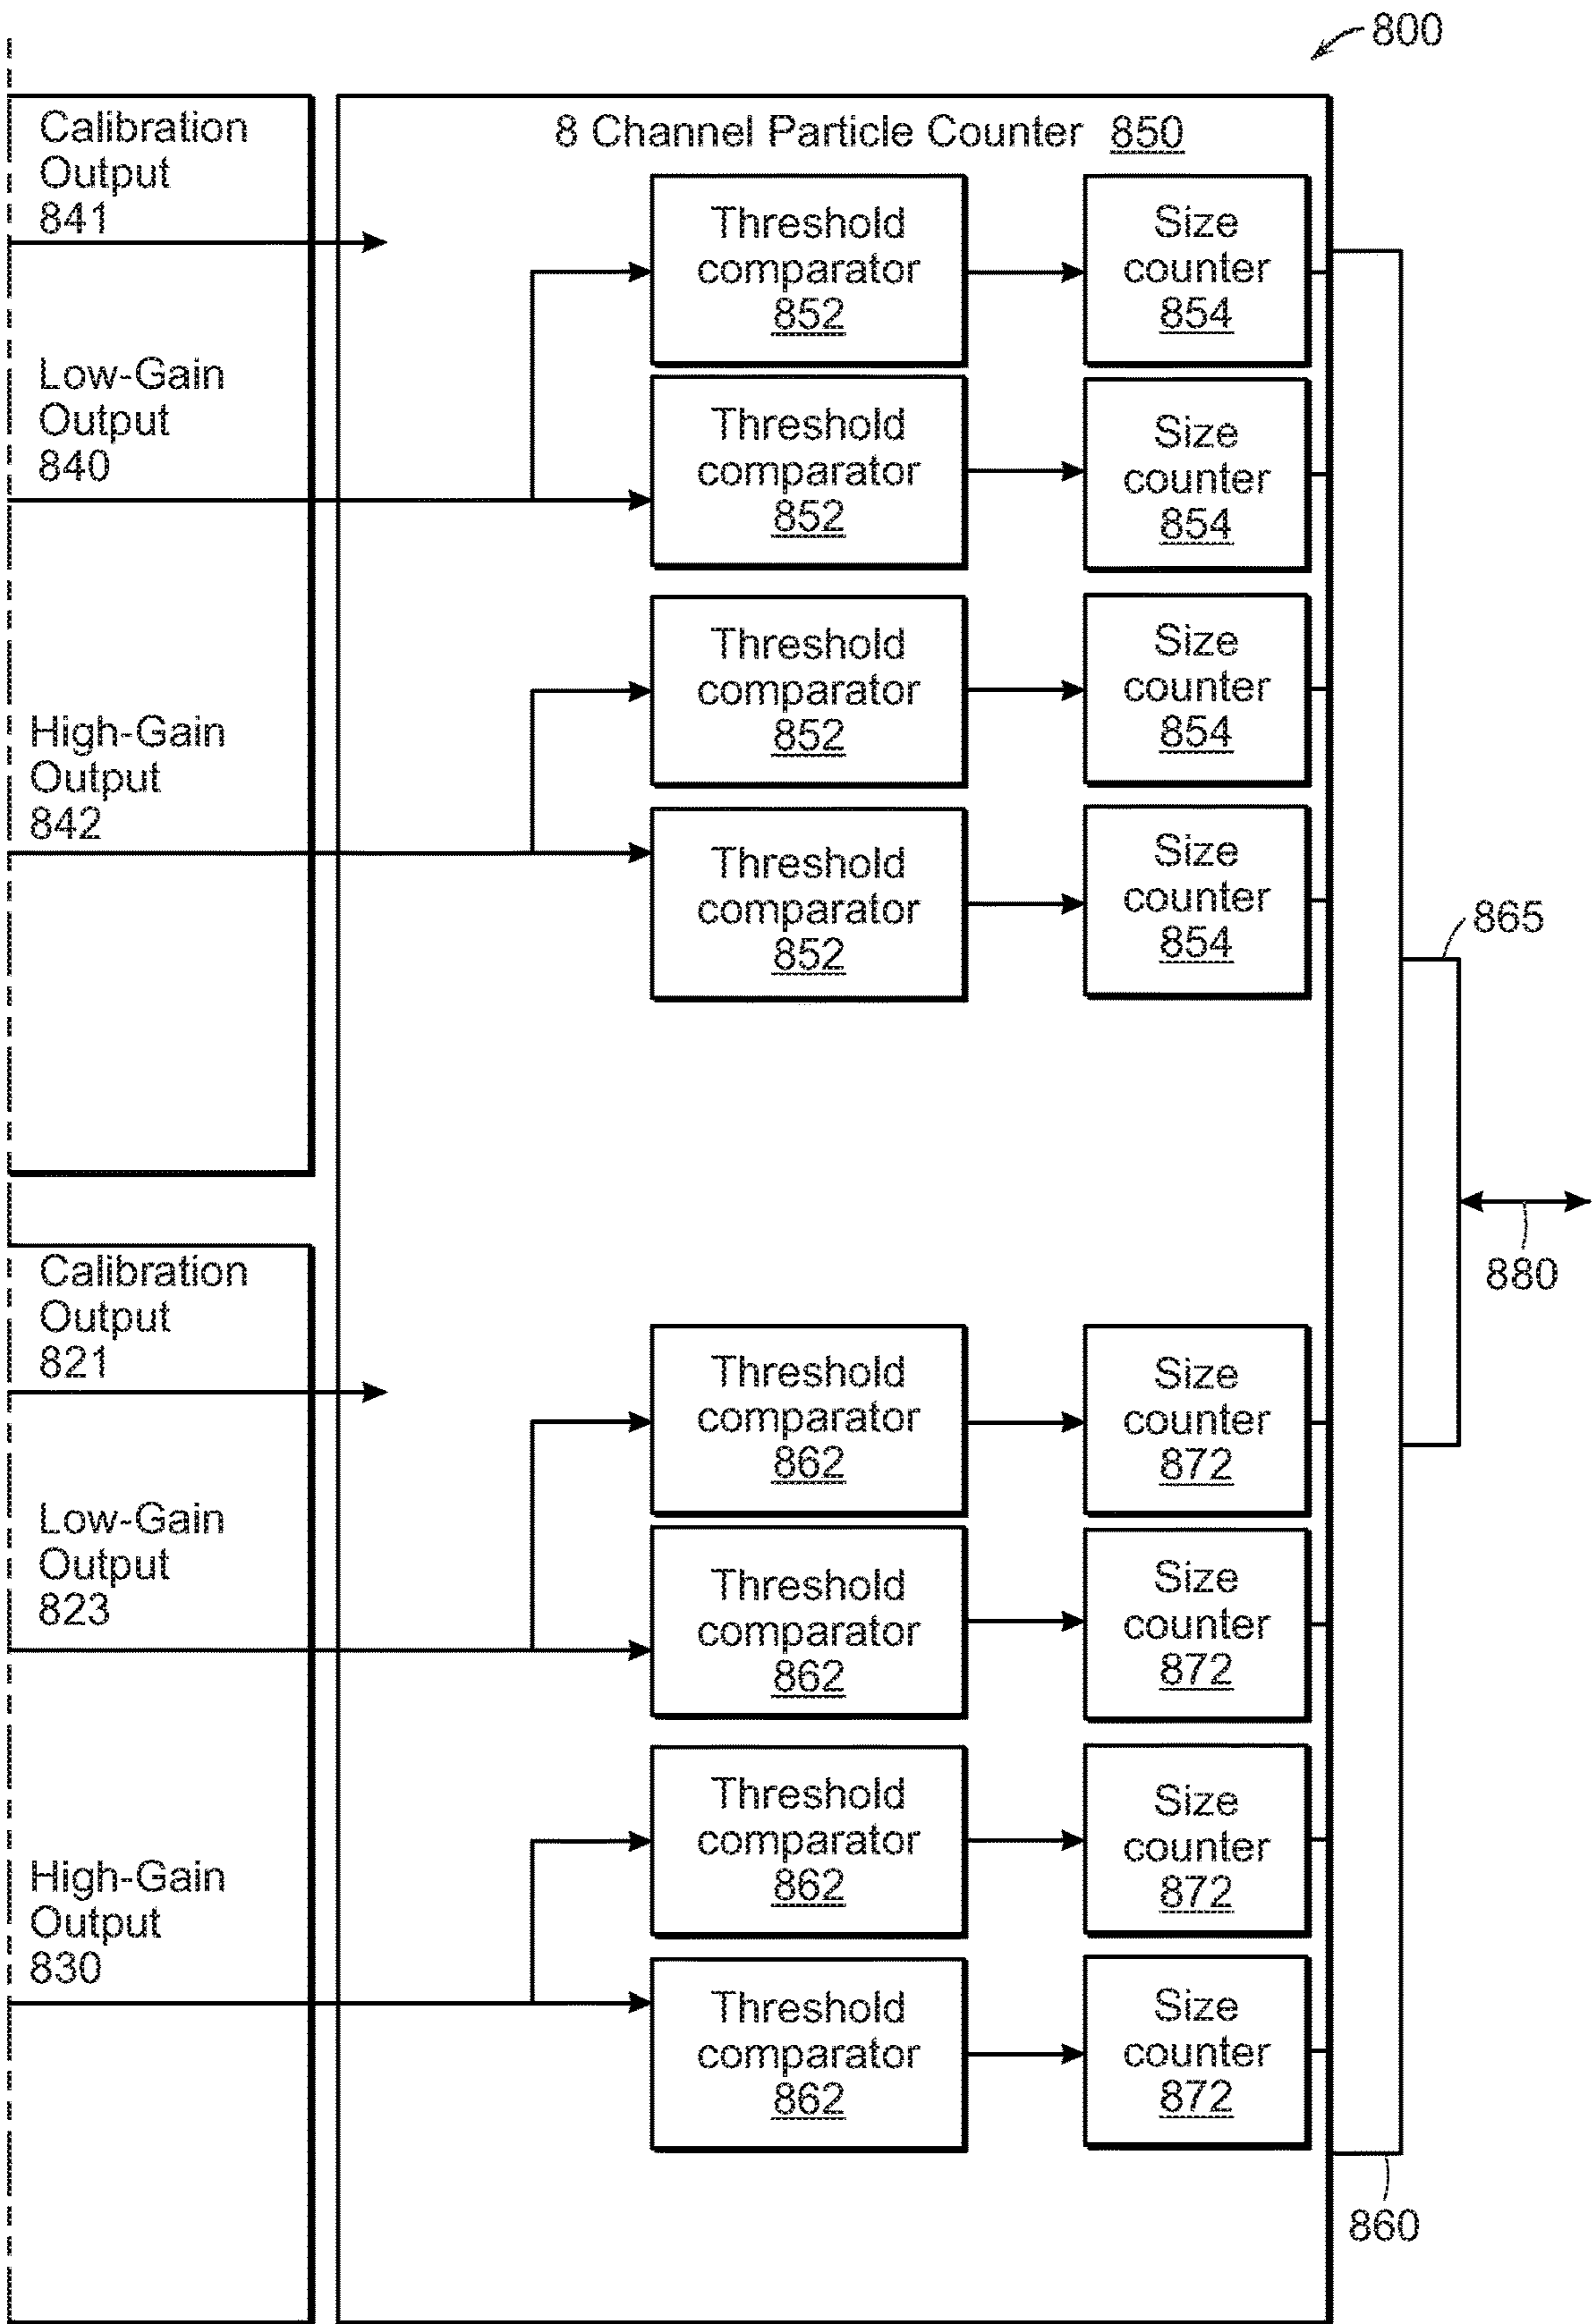 800
Calibration
Output
841
Low-Gain
Output
840
High-Gain
Output
842
Calibration
Output
821
Low-Gain
Output
823
High-Gain
Output
830
8 Channel Particle Counter 850
Threshold
comparator
852
Size
counter
854
Threshold
comparator
852
Size
counter
854
Threshold
comparator
852
Size
counter
854
Threshold
comparator
852
Size
counter
854
Threshold
comparator
862
Size
counter
872
Threshold
comparator
862
Size
counter
872
Threshold
comparator
862
Size
counter
872
Threshold
comparator
862
Size
counter
872
865
880
860